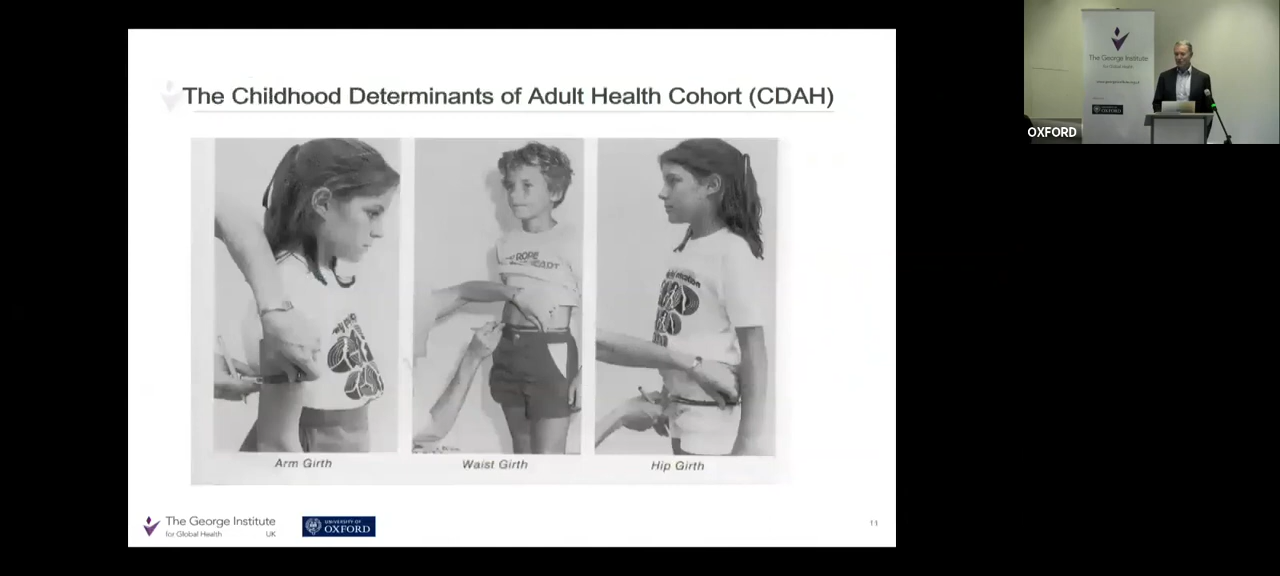 The Childhood Determinants of Adult Health Cohort (CDAH)
Arm Girth
Waist Girth
Hip Girth
The George Institute
for Global Health
UK
UNIVERSITY OF
OXFORD
11
The George Institute
for Global Health
OXFORD
OXFORD